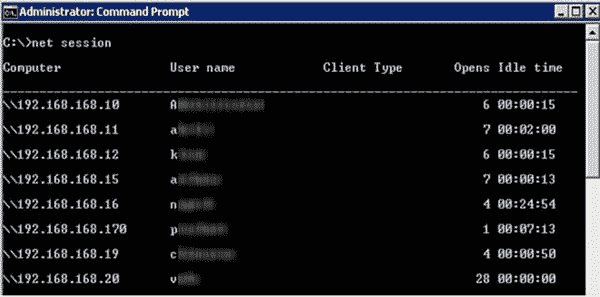 Administrator: Command Prompt
C:\>net session
Computer User name Client Type Opens Idle time
\\192.168.168.10 A 6 00:00:15
\\192.168.168.11 a 7 00:02:00
\\192.168.168.12 k 6 00:00:15
\\192.168.168.15 a 7 00:00:13
\\192.168.168.16 n 4 00:24:54
\\192.168.168.170 p 1 00:07:13
\\192.168.168.19 c 4 00:00:50
\\192.168.168.20 v 28 00:00:00